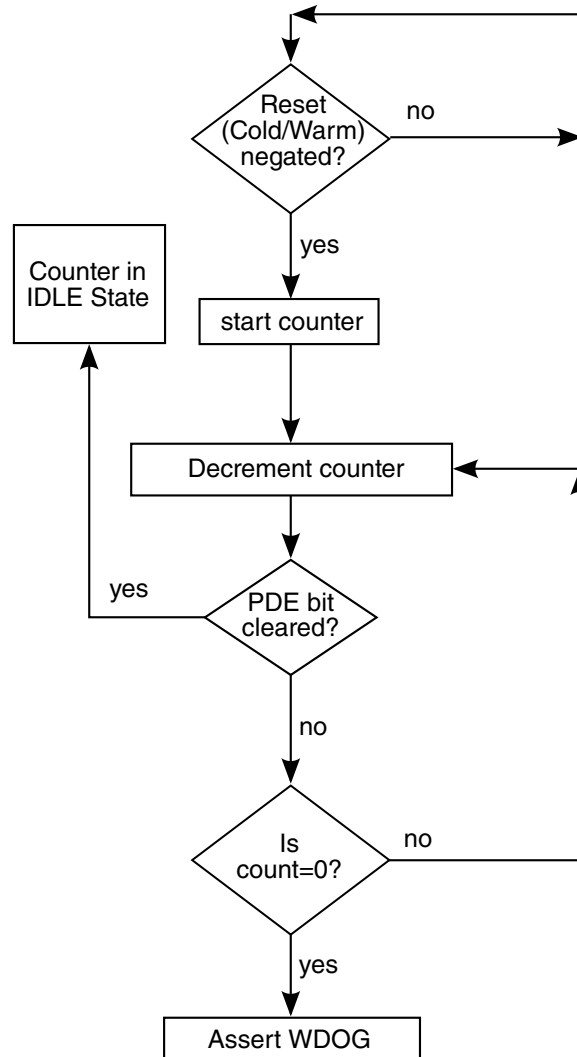 Reset
(Cold/Warm)
negated?
no
yes
Counter in
IDLE State
start counter
Decrement counter
yes
PDE bit
cleared?
no
Is
count=0?
no
yes
Assert WDOG